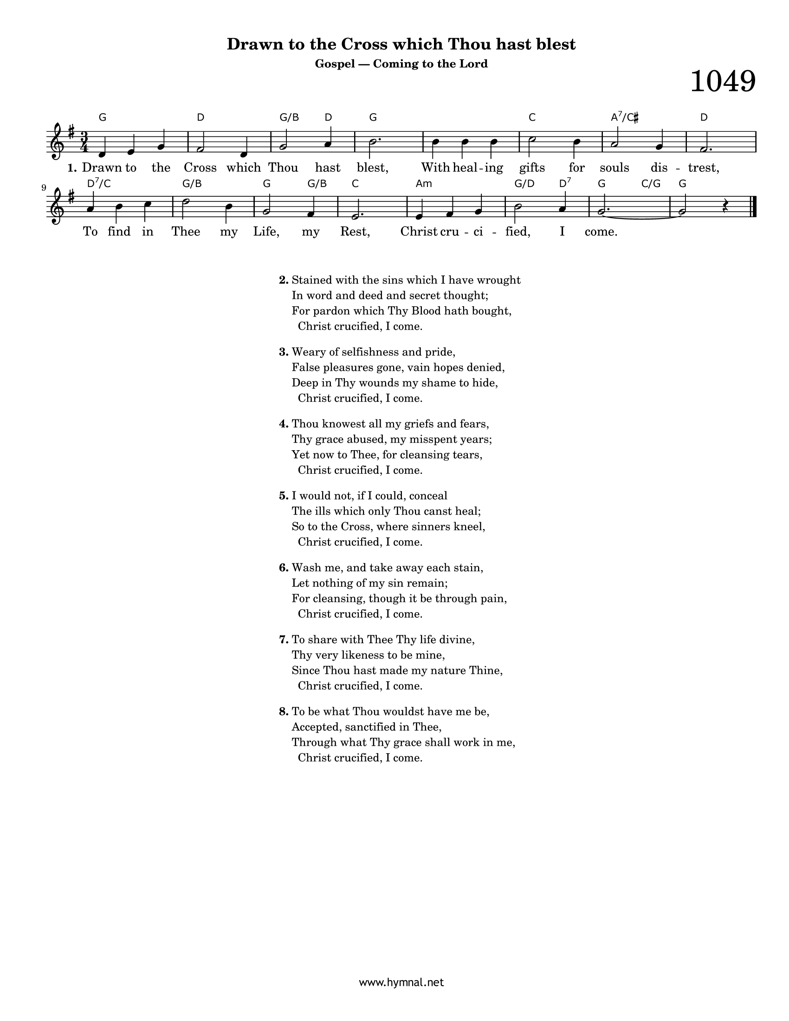 Drawn to the Cross which Thou hast blest
Gospel — Coming to the Lord
1049
G D G/B D G C A7/C♯ D
3
4
1. Drawn to the Cross which Thou hast blest, With heal - ing gifts for souls dis - trest,
9
D7/C G/B G G/B C Am G/D D7 G C/G G
To find in Thee my Life, my Rest, Christ cru - ci - fied, I come.
2. Stained with the sins which I have wrought
In word and deed and secret thought;
For pardon which Thy Blood hath bought,
Christ crucified, I come.
3. Weary of selfishness and pride,
False pleasures gone, vain hopes denied,
Deep in Thy wounds my shame to hide,
Christ crucified, I come.
4. Thou knowest all my griefs and fears,
Thy grace abused, my misspent years;
Yet now to Thee, for cleansing tears,
Christ crucified, I come.
5. I would not, if I could, conceal
The ills which only Thou canst heal;
So to the Cross, where sinners kneel,
Christ crucified, I come.
6. Wash me, and take away each stain,
Let nothing of my sin remain;
For cleansing, though it be through pain,
Christ crucified, I come.
7. To share with Thee Thy life divine,
Thy very likeness to be mine,
Since Thou hast made my nature Thine,
Christ crucified, I come.
8. To be what Thou wouldst have me be,
Accepted, sanctified in Thee,
Through what Thy grace shall work in me,
Christ crucified, I come.
www.hymnal.net